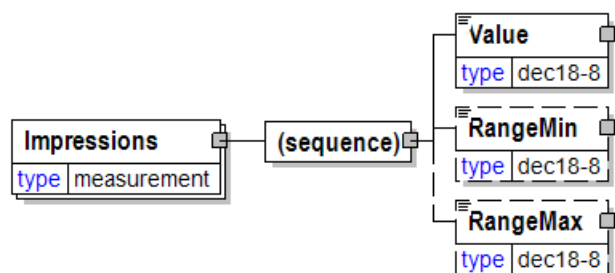 Value
type dec18-8
Impressions
type measurement
(sequence)
RangeMin
type dec18-8
RangeMax
type dec18-8